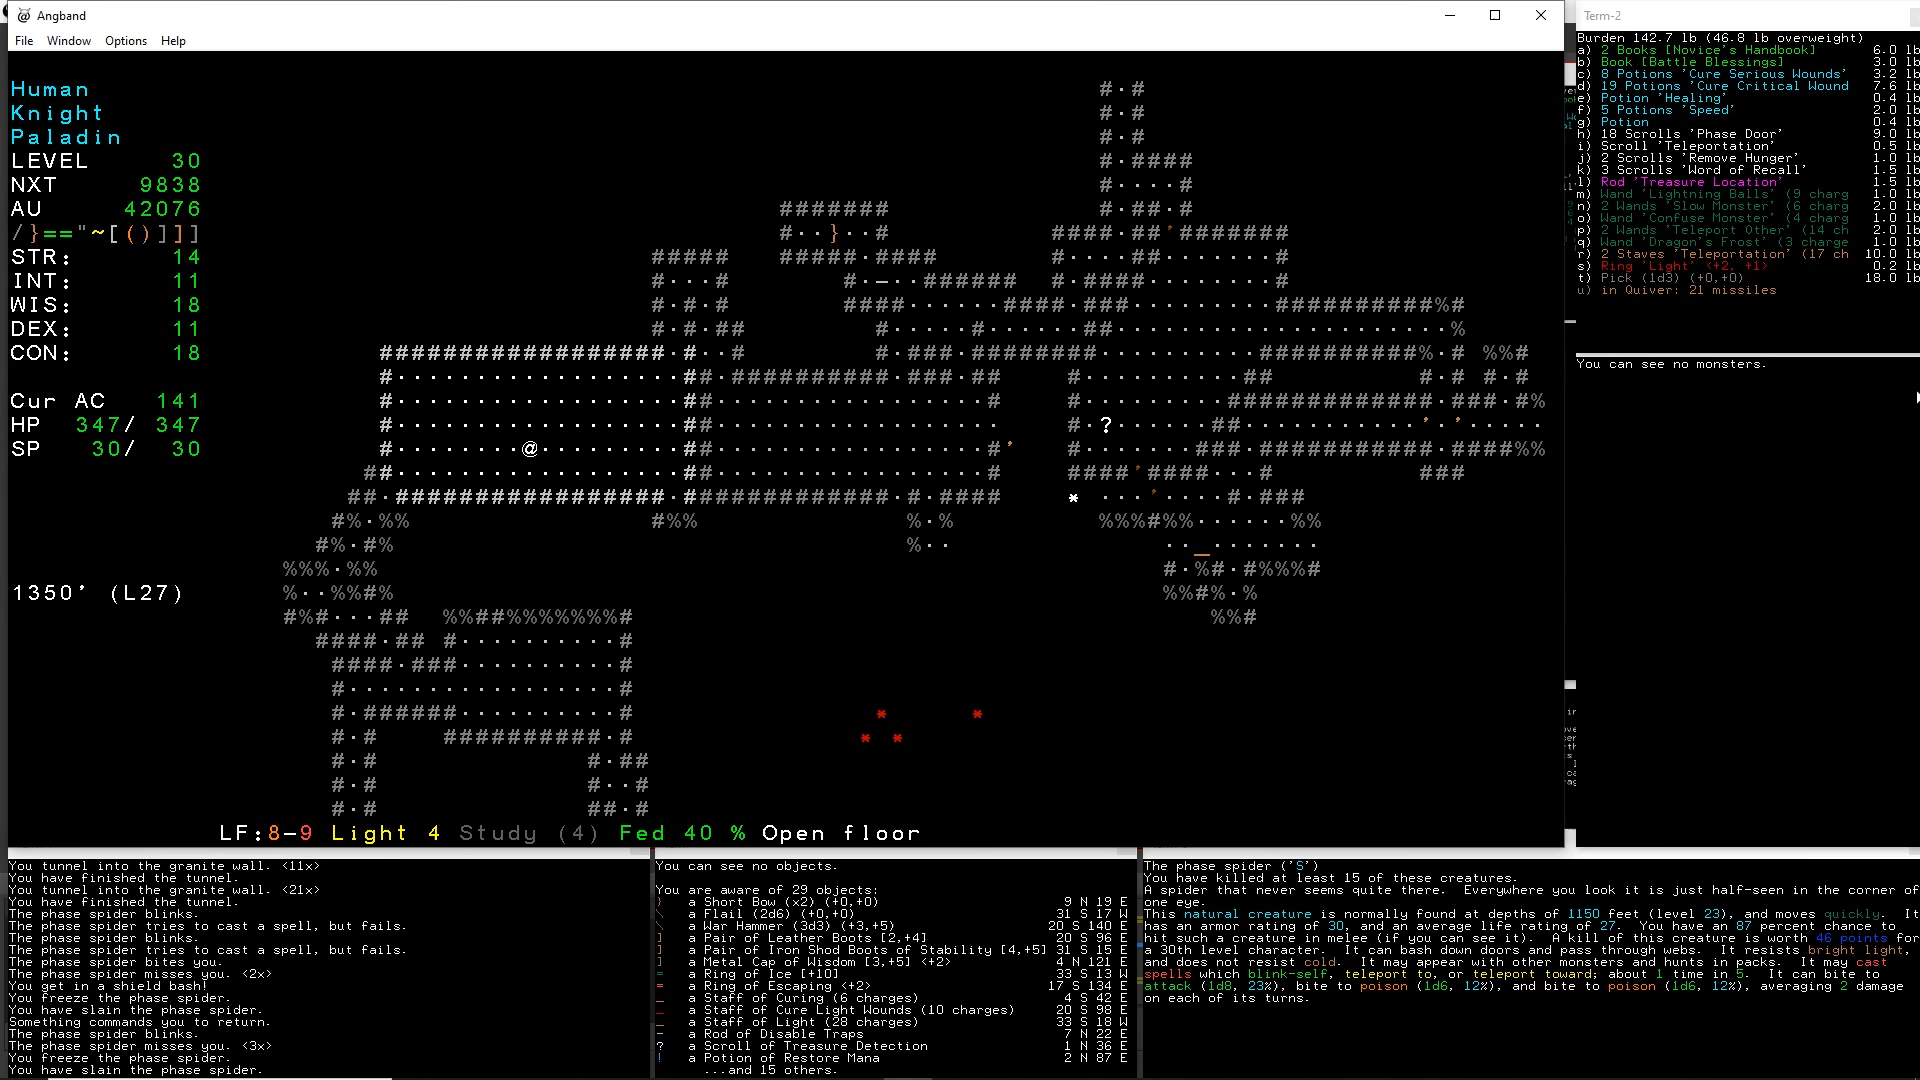 Angband
File Window Options Help
Human
Knight
Paladin
LEVEL 30
NXT 9838
AU 42076
STR: 14
INT: 11
WIS: 18
DEX: 11
CON: 18
Cur AC 141
HP 347/ 347
SP 30/ 30
1350' (L27)
LF:8-9 Light 4 Study (4) Fed 40 % Open floor
Term-2
Burden 142.7 lb (46.8 lb overweight)
a) 2 Books [Novice's Handbook] 6.0 lb
b) Book [Battle Blessings] 3.0 lb
c) 8 Potions 'Cure Serious Wounds' 3.2 lb
d) 19 Potions 'Cure Critical Wound 7.6 lb
e) Potion 'Healing' 0.4 lb
f) 5 Potions 'Speed' 2.0 lb
g) Potion 0.4 lb
h) 18 Scrolls 'Phase Door' 9.0 lb
i) Scroll 'Teleportation' 0.5 lb
j) 2 Scrolls 'Remove Hunger' 1.0 lb
k) 3 Scrolls 'Word of Recall' 1.5 lb
l) Rod 'Treasure Location' 1.5 lb
m) Wand 'Lightning Balls' (9 charg 1.0 lb
n) 2 Wands 'Slow Monster' (6 charg 2.0 lb
o) Wand 'Confuse Monster' (4 charg 1.0 lb
p) 2 Wands 'Teleport Other' (14 ch 2.0 lb
q) Wand 'Dragon's Frost' (3 charge 1.0 lb
r) 2 Staves 'Teleportation' (17 ch 10.0 lb
s) Ring 'Light' <+2, +1> 0.2 lb
t) Pick (1d3) (+0,+0) 18.0 lb
u) in Quiver: 21 missiles
You can see no monsters.
You tunnel into the granite wall. <11x>
You have finished the tunnel.
You tunnel into the granite wall. <21x>
You have finished the tunnel.
The phase spider blinks.
The phase spider tries to cast a spell, but fails.
The phase spider blinks.
The phase spider tries to cast a spell, but fails.
The phase spider bites you.
The phase spider misses you. <2x>
You get in a shield bash!
You freeze the phase spider.
You have slain the phase spider.
Something commands you to return.
The phase spider blinks.
The phase spider misses you. <3x>
You freeze the phase spider.
You have slain the phase spider.
You can see no objects.
You are aware of 29 objects:
} a Short Bow (x2) (+0,+0) 9 N 19 E
\ a Flail (2d6) (+0,+0) 31 S 17 W
\ a War Hammer (3d3) (+3,+5) 20 S 140 E
] a Pair of Leather Boots [2,+4] 20 S 96 E
] a Pair of Iron Shod Boots of Stability [4,+5] 31 S 15 E
] a Metal Cap of Wisdom [3,+5] <+2> 4 N 121 E
= a Ring of Ice [+10] 33 S 13 W
= a Ring of Escaping <+2> 17 S 134 E
_ a Staff of Curing (6 charges) 4 S 42 E
_ a Staff of Cure Light Wounds (10 charges) 20 S 98 E
_ a Staff of Light (28 charges) 33 S 18 W
- a Rod of Disable Traps 7 N 22 E
? a Scroll of Treasure Detection 1 N 36 E
! a Potion of Restore Mana 2 N 87 E
...and 15 others.
The phase spider ('S')
You have killed at least 15 of these creatures.
A spider that never seems quite there. Everywhere you look it is just half-seen in the corner of
one eye.
This natural creature is normally found at depths of 1150 feet (level 23), and moves quickly. It
has an armor rating of 30, and an average life rating of 27. You have an 87 percent chance to
hit such a creature in melee (if you can see it). A kill of this creature is worth 46 points for
a 30th level character. It can bash down doors and pass through webs. It resists bright light,
and does not resist cold. It may appear with other monsters and hunts in packs. It may cast
spells which blink-self, teleport to, or teleport toward; about 1 time in 5. It can bite to
attack (1d8, 23%), bite to poison (1d6, 12%), and bite to poison (1d6, 12%), averaging 2 damage
on each of its turns.